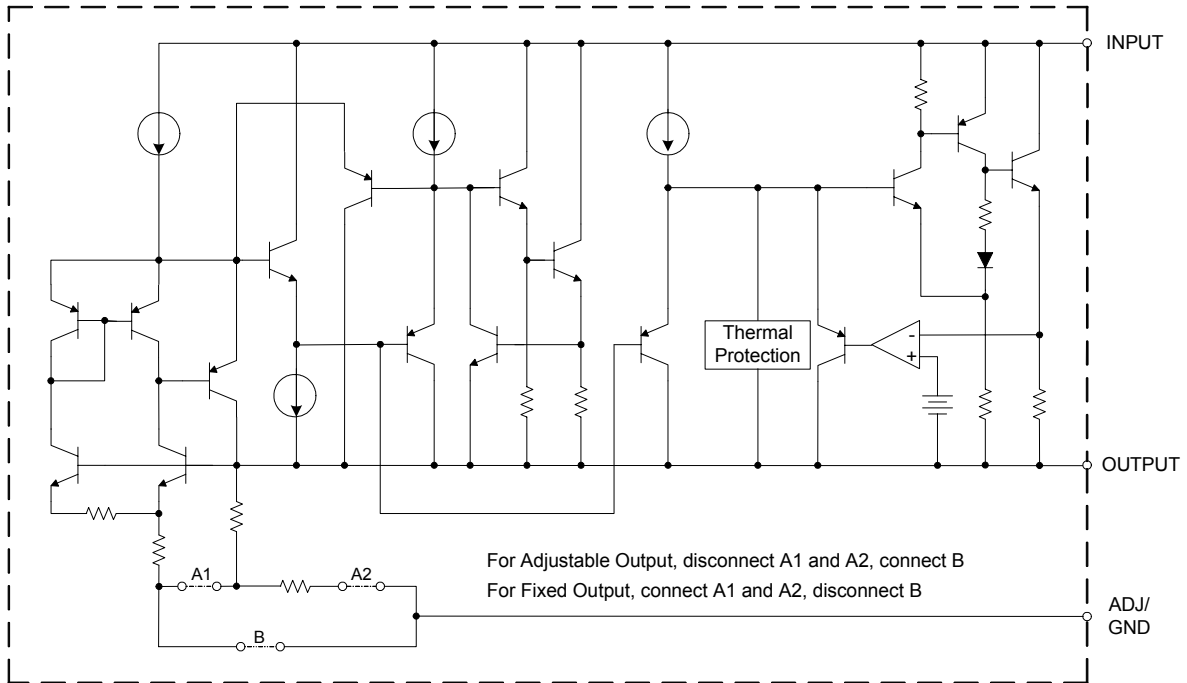 INPUT
Thermal
Protection
-
+
OUTPUT
For Adjustable Output, disconnect A1 and A2, connect B
For Fixed Output, connect A1 and A2, disconnect B
A1
A2
B
ADJ/
GND